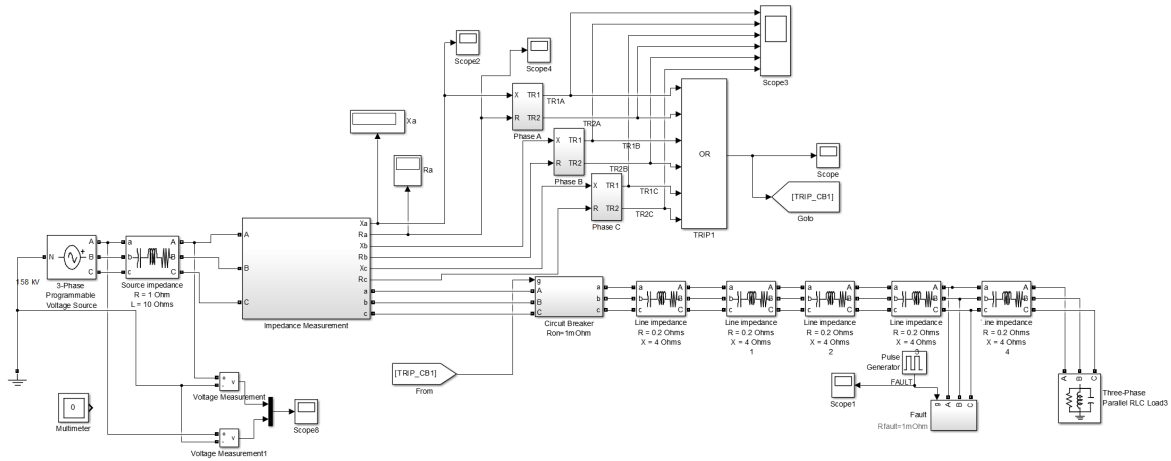 Scope2
Scope4
Scope3
X TR1
TR1A
R TR2
Phase A
TR2A
X TR1
TR1B
R TR2
TR2B
Phase B
X TR1
TR1C
R TR2
TR2C
Phase C
OR
TRIP1
Scope
[TRIP_CB1]
Goto
Xa
Ra
N
A
B
C
158 kV
3-Phase
Programmable
Voltage Source
a A
b B
c C
Source impedance
R = 1 Ohm
L = 10 Ohms
A
B
C
Xa
Ra
Xb
Rb
Xc
Rc
a
b
c
Impedance Measurement
g
A a
B b
C c
Circuit Breaker
Ron=1m Ohm
a A
b B
c C
Line impedance
R = 0.2 Ohms
X = 4 Ohms
a A
b B
c C
Line impedance
R = 0.2 Ohms
X = 4 Ohms
1
a A
b B
c C
Line impedance
R = 0.2 Ohms
X = 4 Ohms
2
a A
b B
c C
Line impedance
R = 0.2 Ohms
X = 4 Ohms
3
a A
b B
c C
Line impedance
R = 0.2 Ohms
X = 4 Ohms
4
[TRIP_CB1]
From
Pulse
Generator
FAULT
Scope1
g A B C
Fault
Rfault=1mOhm
A B C
Three-Phase
Parallel RLC Load3
0
Multimeter
+ v
-
Voltage Measurement
+ v
-
Voltage Measurement1
Scope8